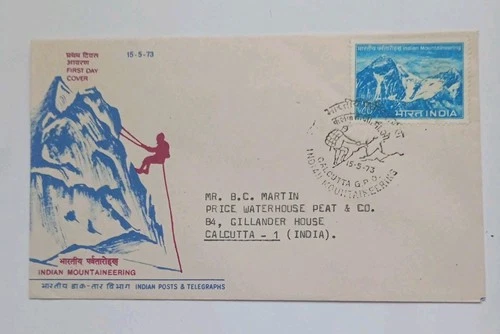 प्रथम दिवस
आवरण
FIRST DAY
COVER
15-5-73
भारतीय पर्वतारोहण Indian Mountaineering
भारत INDIA
15-5-73
CALCUTTA G.P.O.
INDIAN MOUNTAINEERING
MR. B.C. MARTIN
PRICE WATERHOUSE PEAT & CO.
B4, GILLANDER HOUSE
CALCUTTA - 1 (INDIA).
भारतीय पर्वतारोहण
INDIAN MOUNTAINEERING
भारतीय डाक-तार विभाग INDIAN POSTS & TELEGRAPHS